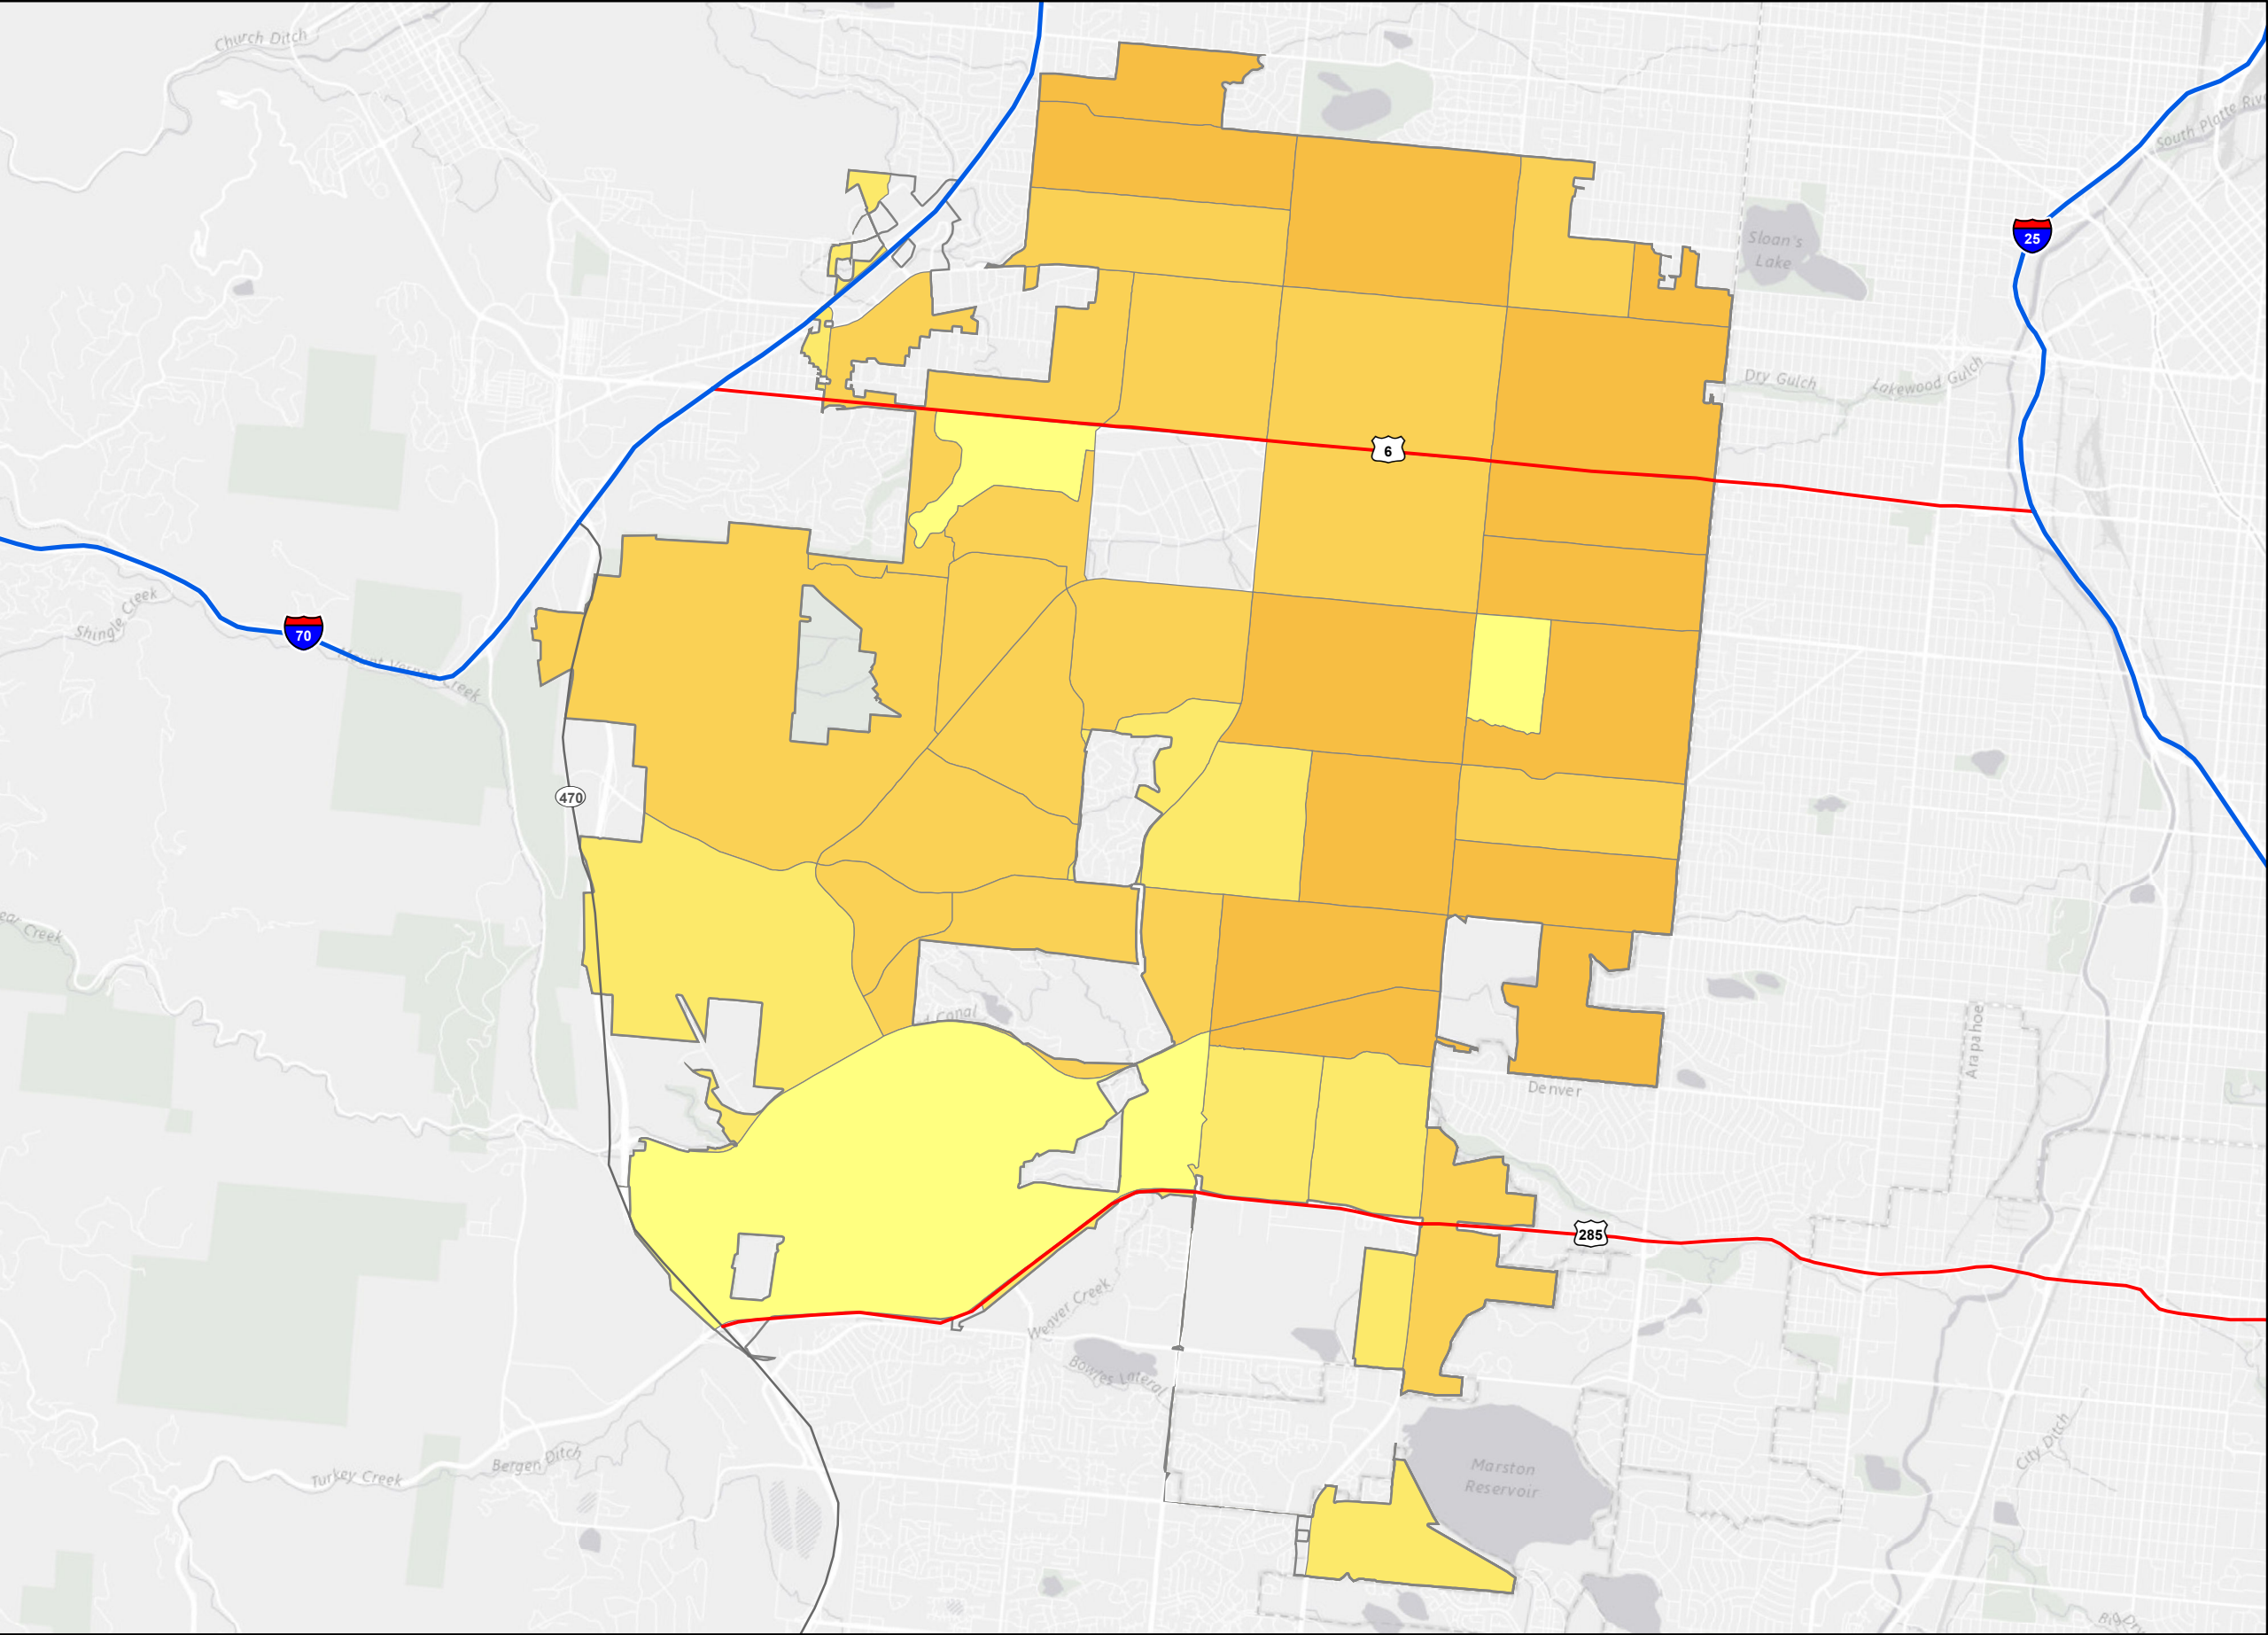 Church Ditch
South Platte Riv
25
Sloan's
Lake
Dry Gulch
Lakewood Gulch
6
Shingle Creek
70
Mount Vernon Creek
470
ear Creek
d Canal
Arapahoe
Denver
285
Weaver Creek
Bowles Lateral
City Ditch
Bergen Ditch
Turkey Creek
Marston
Reservoir